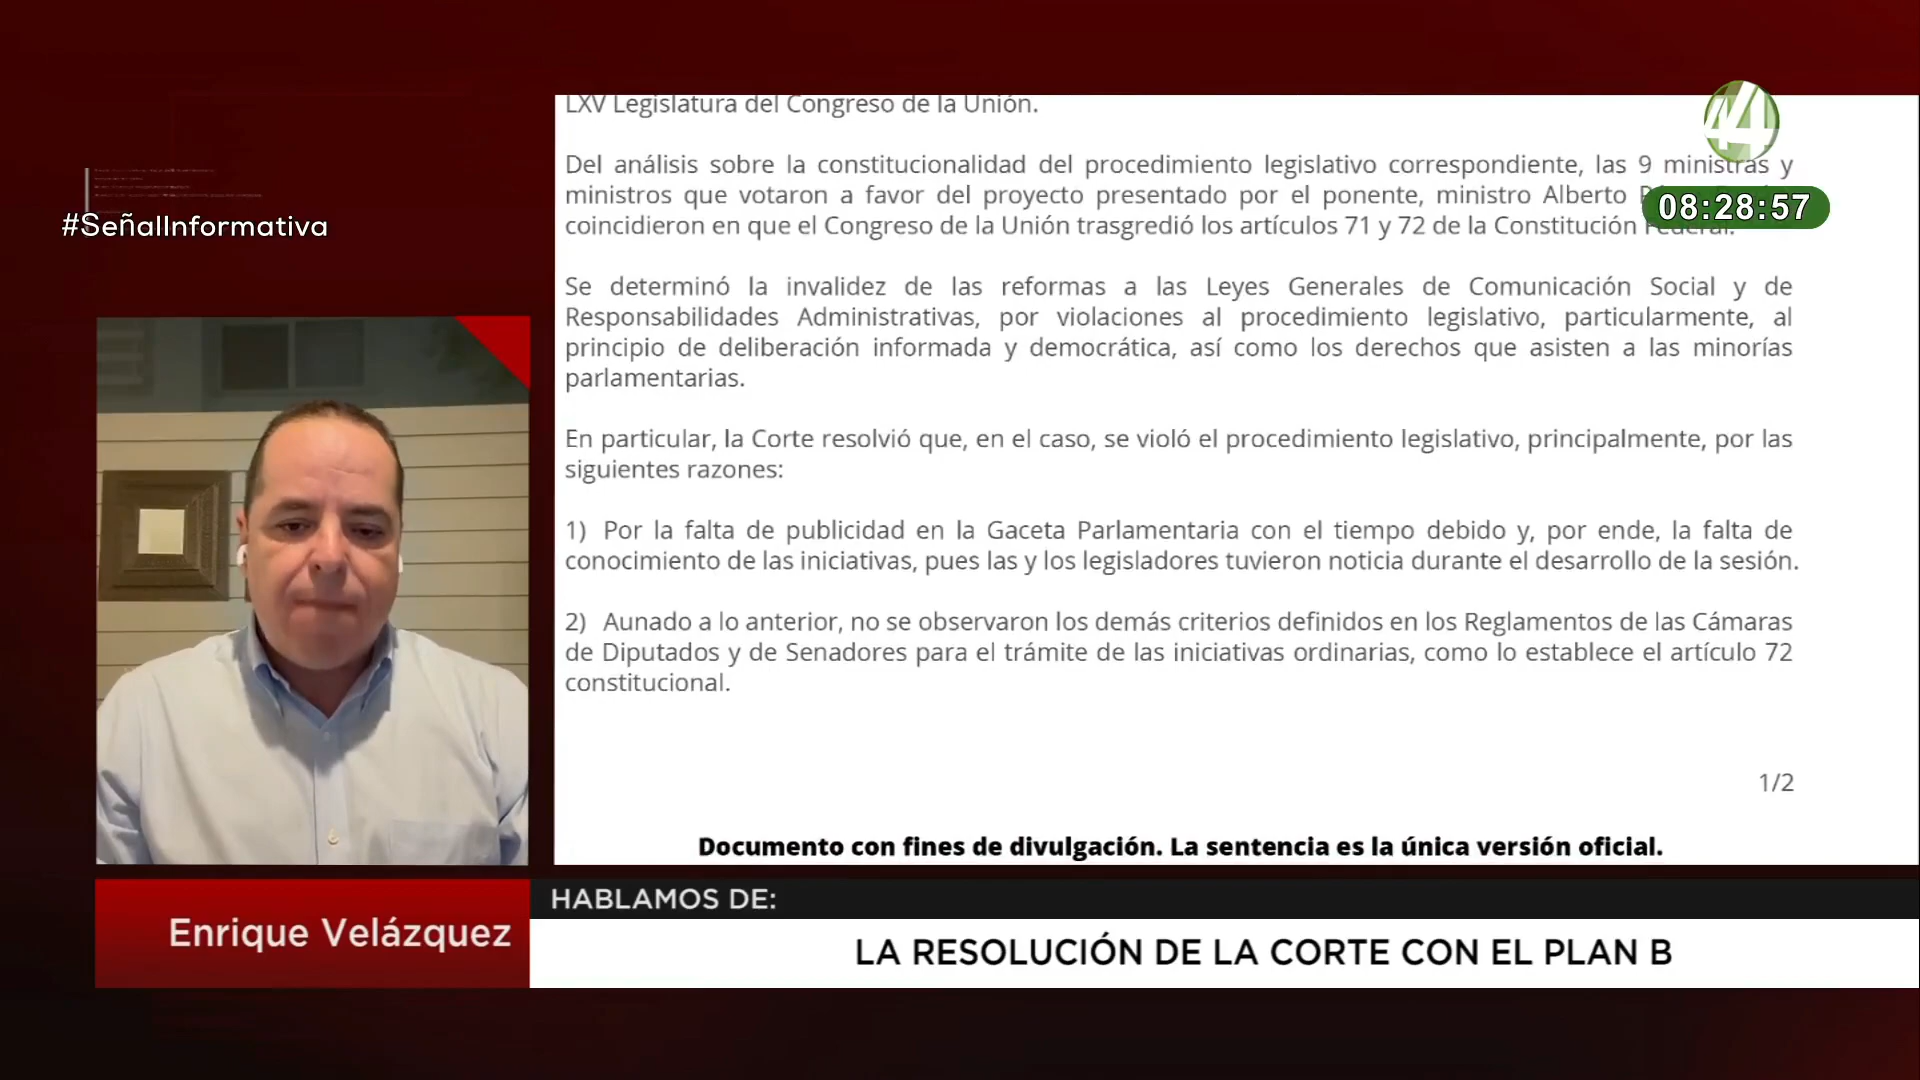 LXV Legislatura del Congreso de la Unión.
44
Del análisis sobre la constitucionalidad del procedimiento legislativo correspondiente, las 9 ministras y
ministros que votaron a favor del proyecto presentado por el ponente, ministro Alberto
08:28:57
coincidieron en que el Congreso de la Unión trasgredió los artículos 71 y 72 de la Constitución Federal.
#SeñalInformativa
Se determinó la invalidez de las reformas a las Leyes Generales de Comunicación Social y de
Responsabilidades Administrativas, por violaciones al procedimiento legislativo, particularmente, al
principio de deliberación informada y democrática, así como los derechos que asisten a las minorías
parlamentarias.
En particular, la Corte resolvió que, en el caso, se violó el procedimiento legislativo, principalmente, por las
siguientes razones:
1) Por la falta de publicidad en la Gaceta Parlamentaria con el tiempo debido y, por ende, la falta de
conocimiento de las iniciativas, pues las y los legisladores tuvieron noticia durante el desarrollo de la sesión.
2) Aunado a lo anterior, no se observaron los demás criterios definidos en los Reglamentos de las Cámaras
de Diputados y de Senadores para el trámite de las iniciativas ordinarias, como lo establece el artículo 72
constitucional.
1/2
Documento con fines de divulgación. La sentencia es la única versión oficial.
Enrique Velázquez
HABLAMOS DE:
LA RESOLUCIÓN DE LA CORTE CON EL PLAN B